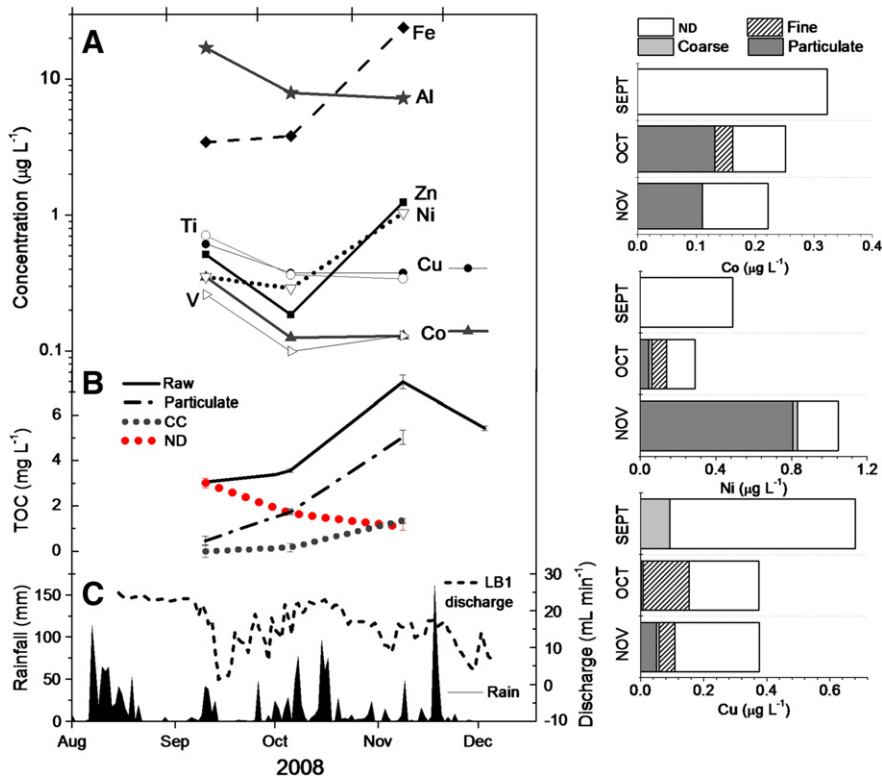 A
Concentration (µg L⁻¹)
10
1
0.1
Fe
Al
Zn
Ni
Ti
Cu
V
Co
B
TOC (mg L⁻¹)
6
4
2
0
Raw
Particulate
CC
ND
C
Rainfall (mm)
150
100
50
0
LB1
discharge
Rain
30
20
10
0
-10
Discharge (mL min⁻¹)
Aug
Sep
Oct
Nov
Dec
2008
ND
Fine
Coarse
Particulate
SEPT
OCT
NOV
0.0
0.1
0.2
0.3
0.4
Co (µg L⁻¹)
SEPT
OCT
NOV
0.0
0.4
0.8
1.2
Ni (µg L⁻¹)
SEPT
OCT
NOV
0.0
0.2
0.4
0.6
Cu (µg L⁻¹)